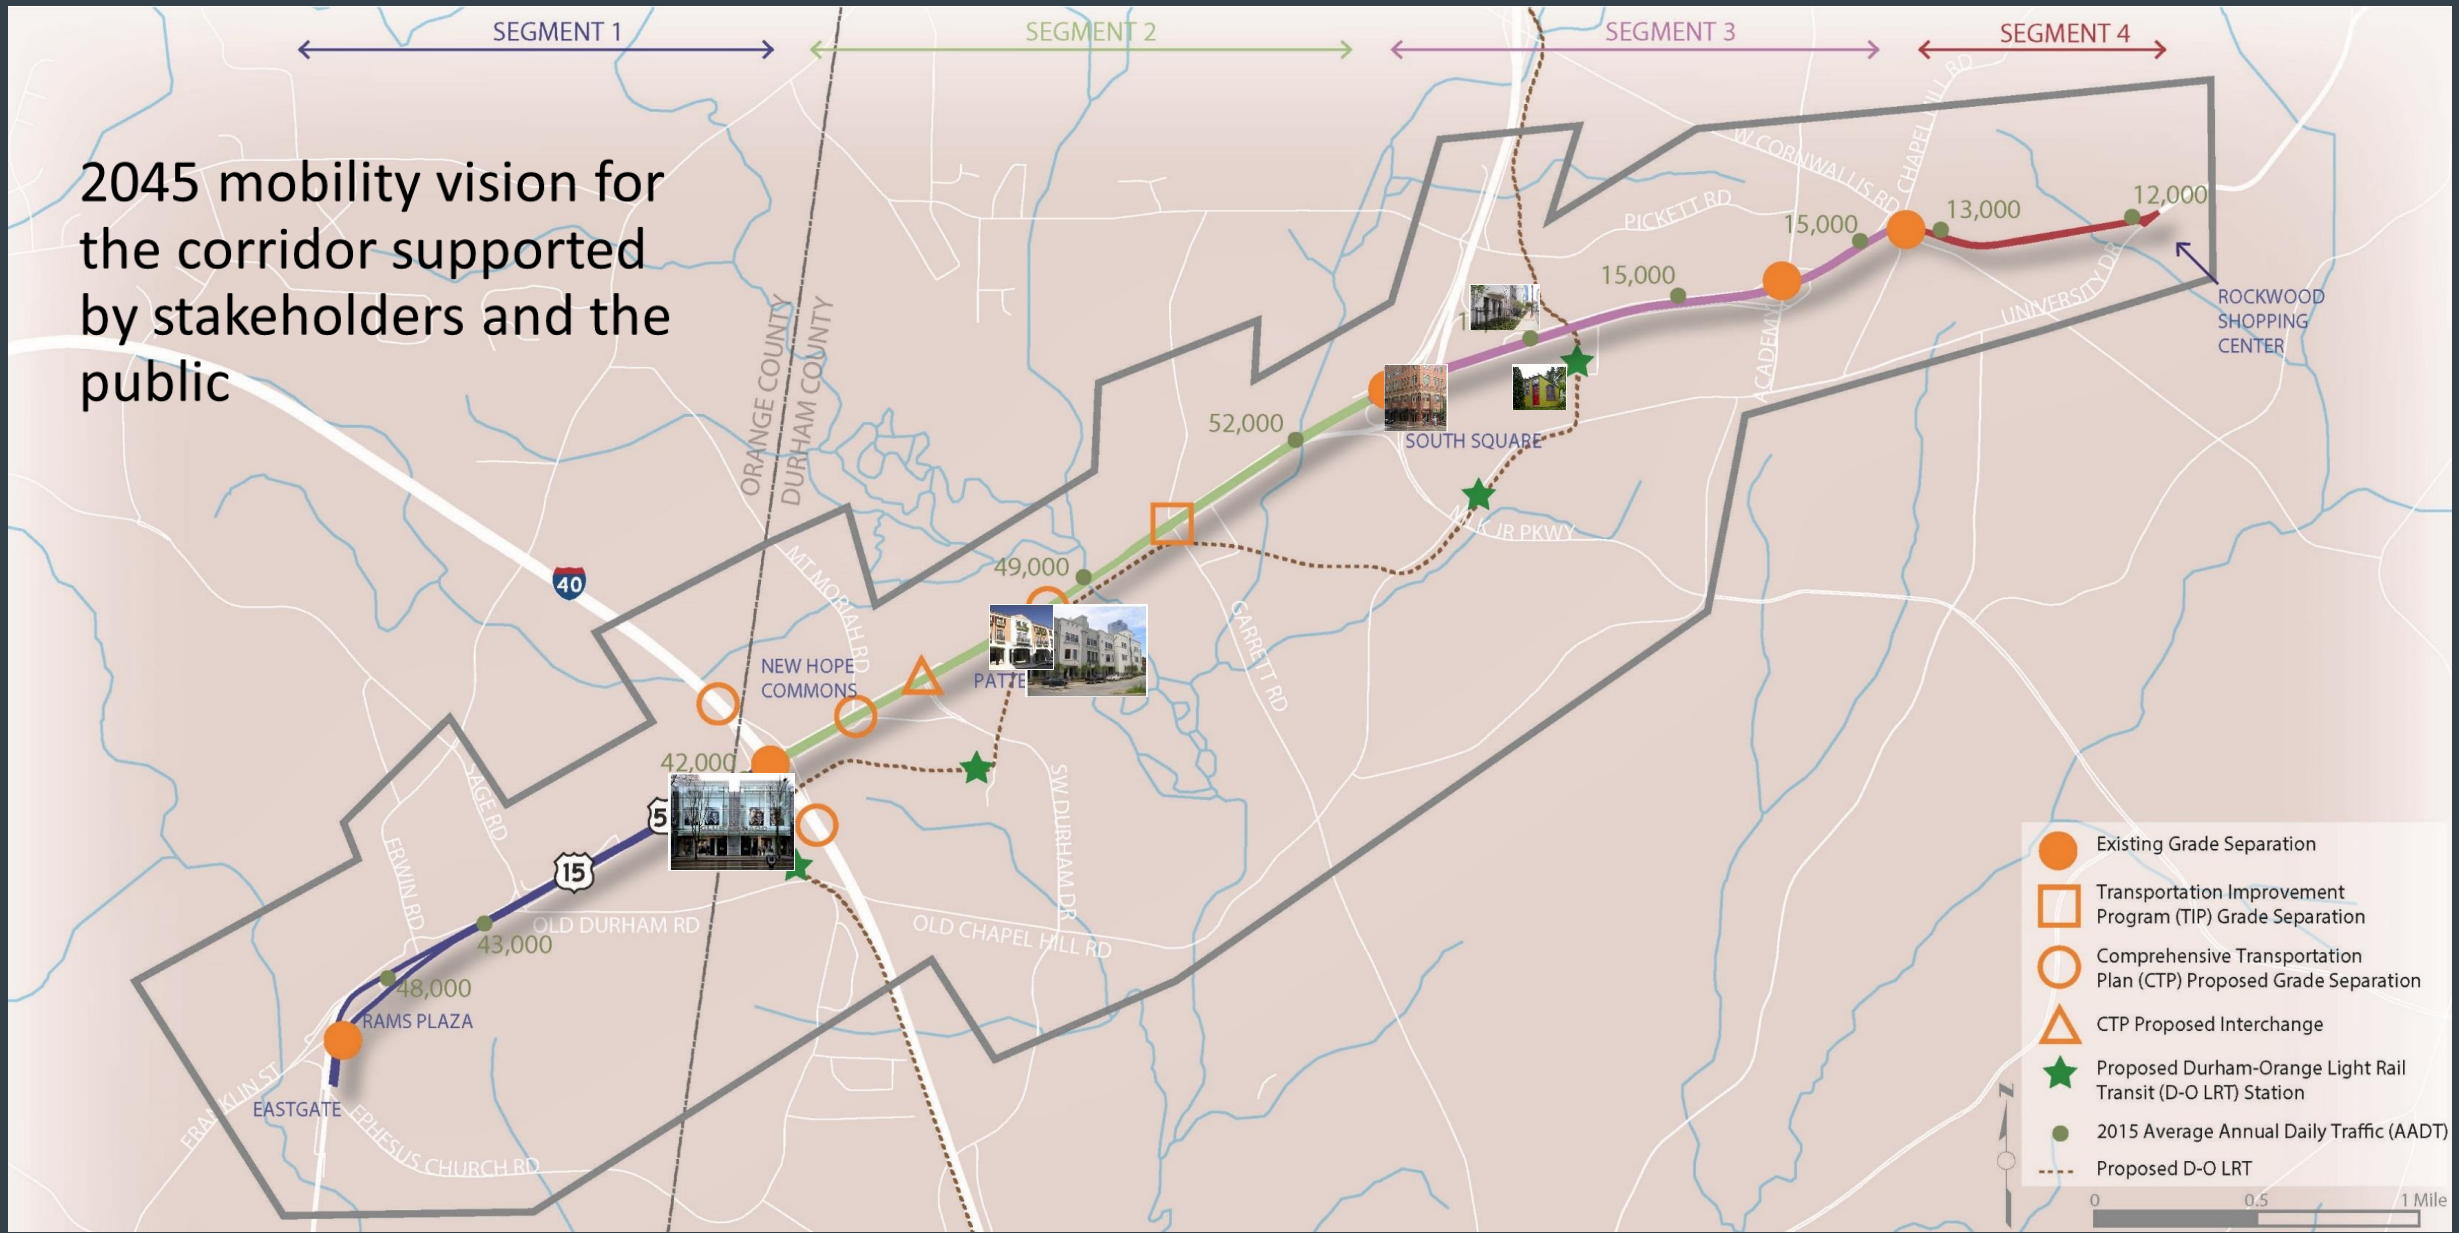 SEGMENT 1
SEGMENT 2
SEGMENT 3
SEGMENT 4
2045 mobility vision for
the corridor supported
by stakeholders and the
public
ORANGE COUNTY
DURHAM COUNTY
W CORNWALLIS RD
CHAPEL HILL RD
PICKETT RD
12,000
13,000
15,000
15,000
UNIVERSITY DR
ACADEMY
ROCKWOOD
SHOPPING
CENTER
52,000
SOUTH SQUARE
MLK JR PKWY
49,000
40
MT MORIAH RD
GARRETT RD
NEW HOPE
COMMONS
PATTE
42,000
5
15
SAGE RD
ERWIN RD
SW DURHAM DR
OLD DURHAM RD
OLD CHAPEL HILL RD
43,000
48,000
RAMS PLAZA
FRANKLIN ST
EASTGATE
EPHESUS CHURCH RD
Existing Grade Separation
Transportation Improvement
Program (TIP) Grade Separation
Comprehensive Transportation
Plan (CTP) Proposed Grade Separation
CTP Proposed Interchange
Proposed Durham-Orange Light Rail
Transit (D-O LRT) Station
2015 Average Annual Daily Traffic (AADT)
Proposed D-O LRT
N
0 0.5 1 Mile